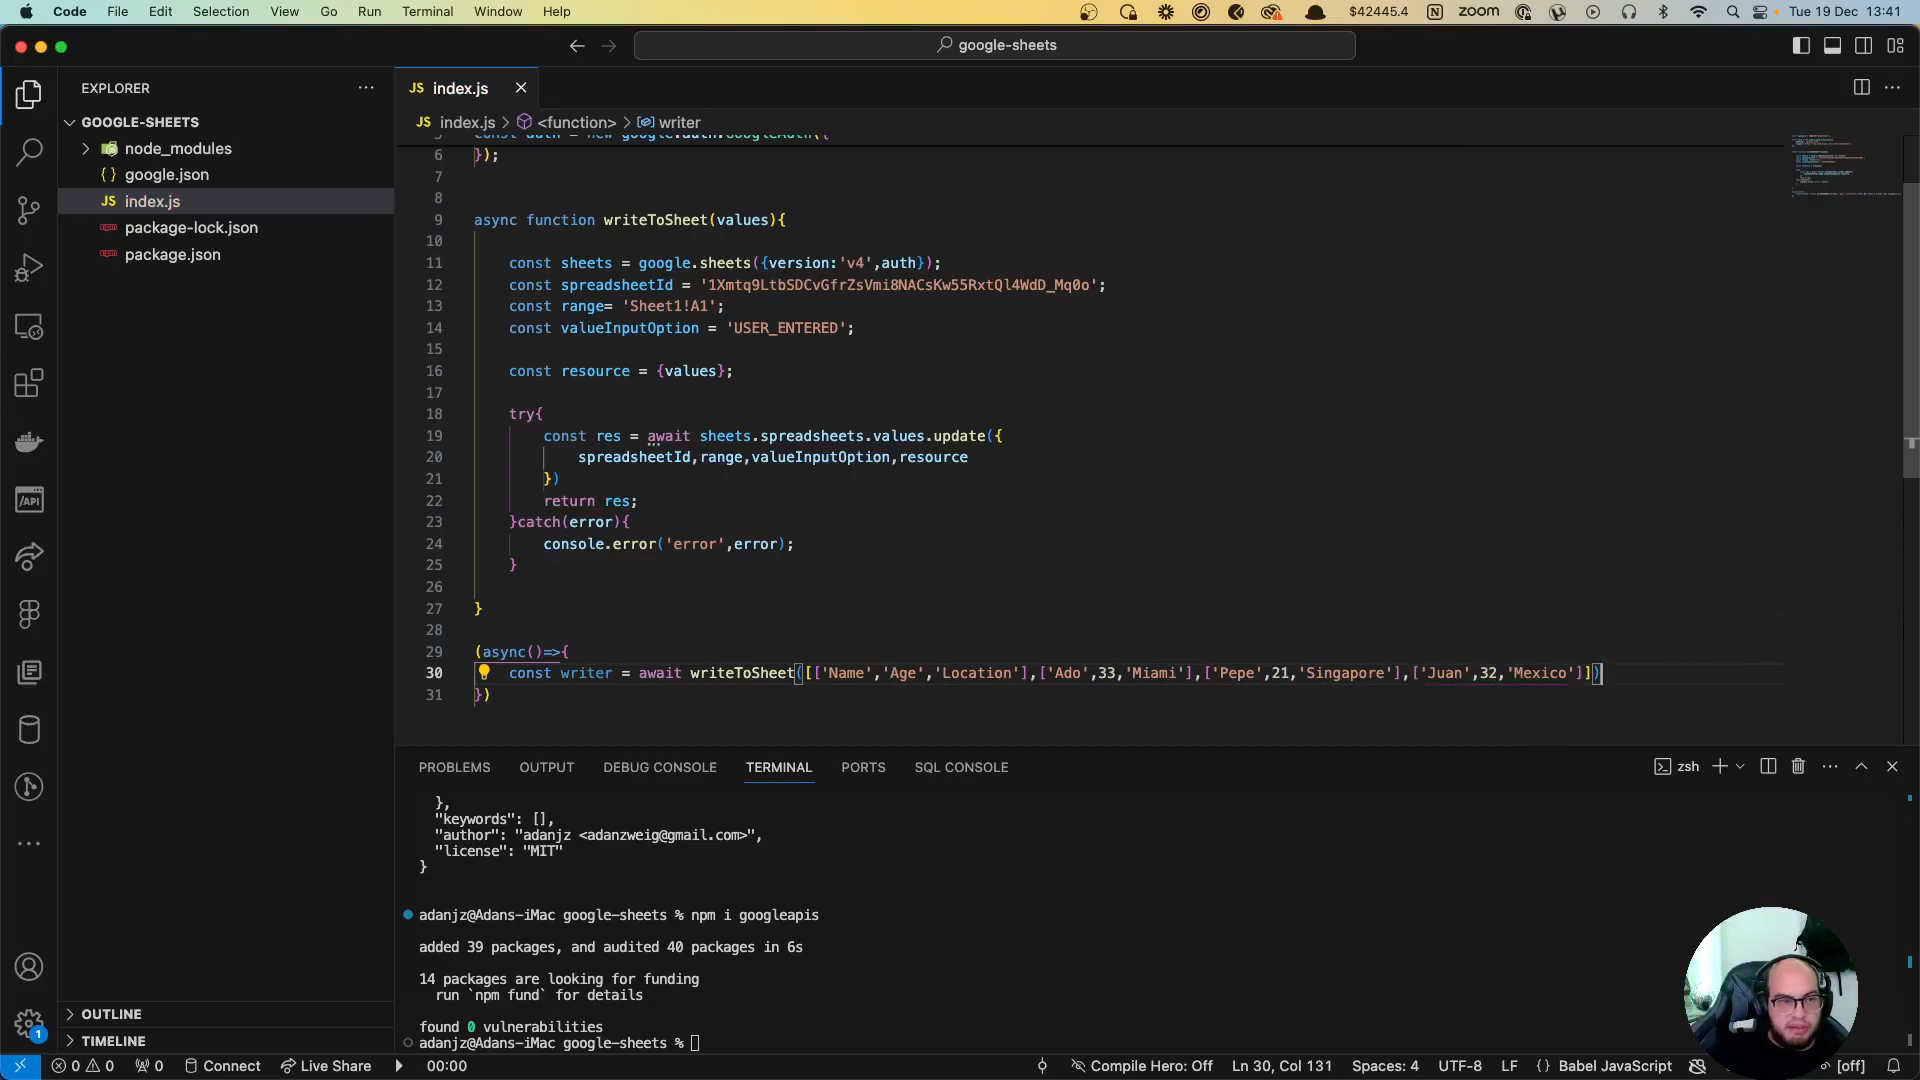 Code File Edit Selection View Go Run Terminal Window Help $42445.4 zoom Tue 19 Dec 13:41
google-sheets
EXPLORER
GOOGLE-SHEETS
node_modules
{} google.json
JS index.js
package-lock.json
package.json
OUTLINE
TIMELINE
JS index.js
JS index.js > <function> > writer
5 const auth = new google.auth.GoogleAuth({
6 });
7
8
9 async function writeToSheet(values){
10
11 const sheets = google.sheets({version:'v4',auth});
12 const spreadsheetId = '1Xmtq9LtbSDCvGfrZsVmi8NACsKw55RxtQl4WdD_Mq0o';
13 const range= 'Sheet1!A1';
14 const valueInputOption = 'USER_ENTERED';
15
16 const resource = {values};
17
18 try{
19 const res = await sheets.spreadsheets.values.update({
20 spreadsheetId,range,valueInputOption,resource
21 })
22 return res;
23 }catch(error){
24 console.error('error',error);
25 }
26
27 }
28
29 (async()=>{
30 const writer = await writeToSheet([['Name','Age','Location'],['Ado',33,'Miami'],['Pepe',21,'Singapore'],['Juan',32,'Mexico']])
31 })
PROBLEMS OUTPUT DEBUG CONSOLE TERMINAL PORTS SQL CONSOLE zsh
},
"keywords": [],
"author": "adanjz <adanzweig@gmail.com>",
"license": "MIT"
}
adanjz@Adans-iMac google-sheets % npm i googleapis
added 39 packages, and audited 40 packages in 6s
14 packages are looking for funding
run `npm fund` for details
found 0 vulnerabilities
adanjz@Adans-iMac google-sheets %
0 0 0 Connect Live Share 00:00 Compile Hero: Off Ln 30, Col 131 Spaces: 4 UTF-8 LF {} Babel JavaScript [off]